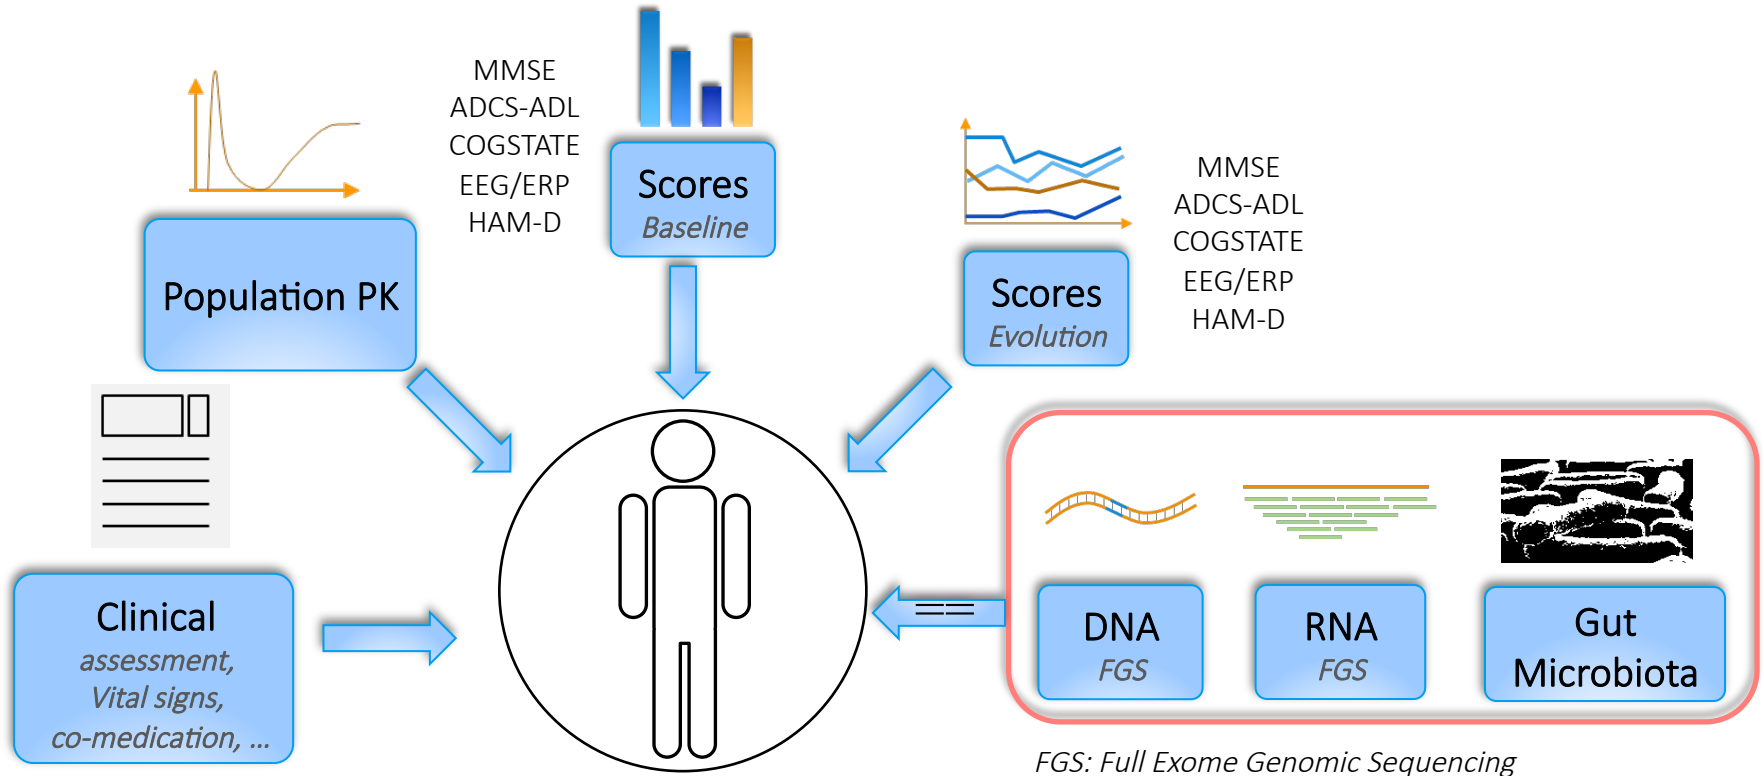 MMSE
ADCS-ADL
COGSTATE
EEG/ERP
HAM-D
Scores
Baseline
MMSE
ADCS-ADL
COGSTATE
EEG/ERP
HAM-D
Scores
Evolution
Population PK
Clinical
assessment,
Vital signs,
co-medication, ...
DNA
FGS
RNA
FGS
Gut
Microbiota
FGS: Full Exome Genomic Sequencing